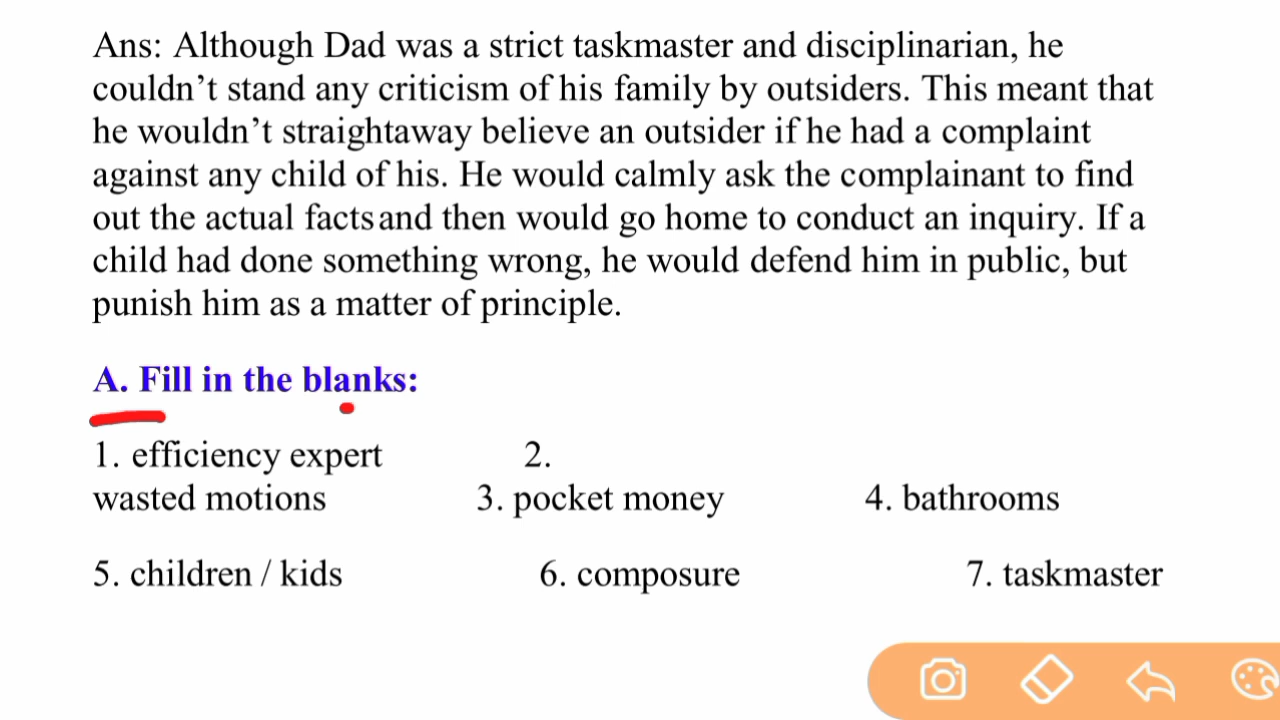 Ans: Although Dad was a strict taskmaster and disciplinarian, he
couldn’t stand any criticism of his family by outsiders. This meant that
he wouldn’t straightaway believe an outsider if he had a complaint
against any child of his. He would calmly ask the complainant to find
out the actual facts and then would go home to conduct an inquiry. If a
child had done something wrong, he would defend him in public, but
punish him as a matter of principle.
A. Fill in the blanks:
1. efficiency expert 2.
wasted motions 3. pocket money 4. bathrooms
5. children / kids 6. composure 7. taskmaster